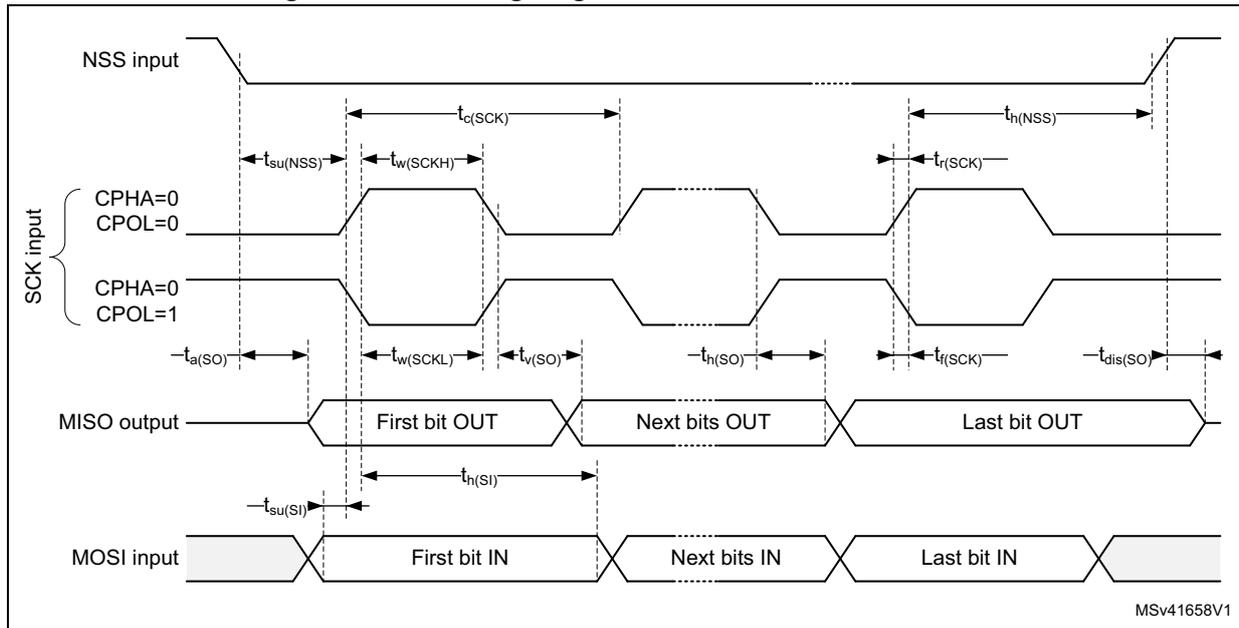 NSS input
tc(SCK)
th(NSS)
tsu(NSS)
tw(SCKH)
tr(SCK)
CPHA=0
CPOL=0
SCK input
CPHA=0
CPOL=1
ta(SO)
tw(SCKL)
tv(SO)
th(SO)
tf(SCK)
tdis(SO)
MISO output
First bit OUT
Next bits OUT
Last bit OUT
th(SI)
tsu(SI)
MOSI input
First bit IN
Next bits IN
Last bit IN
MSv41658V1